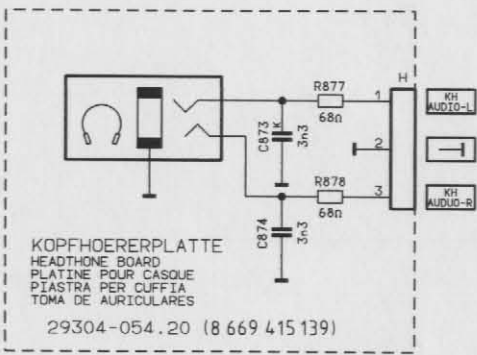 R877
68Ω
H
1
KH
AUDIO-L
C873
K
3n3
2
R878
68Ω
3
KH
AUDUO-R
C874
3n3
KOPFHOERERPLATTE
HEADTHONE BOARD
PLATINE POUR CASQUE
PIASTRA PER CUFFIA
TOMA DE AURICULARES
29304-054.20 (8 669 415 139)